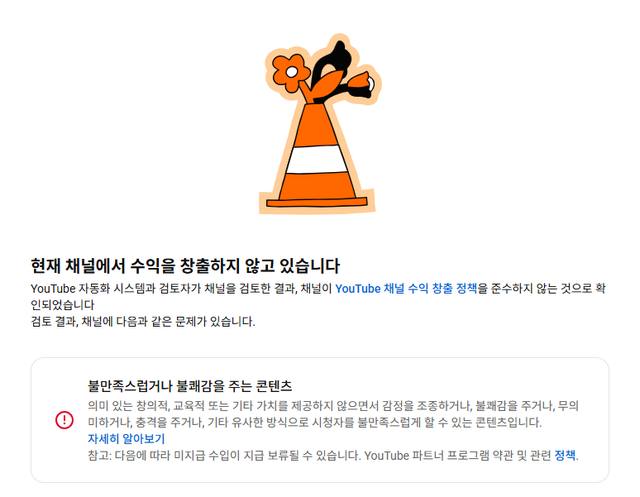 현재 채널에서 수익을 창출하지 않고 있습니다
YouTube 자동화 시스템과 검토자가 채널을 검토한 결과, 채널이 YouTube 채널 수익 창출 정책을 준수하지 않는 것으로 확
인되었습니다
검토 결과, 채널에 다음과 같은 문제가 있습니다.
불만족스럽거나 불쾌감을 주는 콘텐츠
의미 있는 창의적, 교육적 또는 기타 가치를 제공하지 않으면서 감정을 조종하거나, 불쾌감을 주거나, 무의
미하거나, 충격을 주거나, 기타 유사한 방식으로 시청자를 불만족스럽게 할 수 있는 콘텐츠입니다.
자세히 알아보기
참고: 다음에 따라 미지급 수입이 지급 보류될 수 있습니다. YouTube 파트너 프로그램 약관 및 관련 정책.